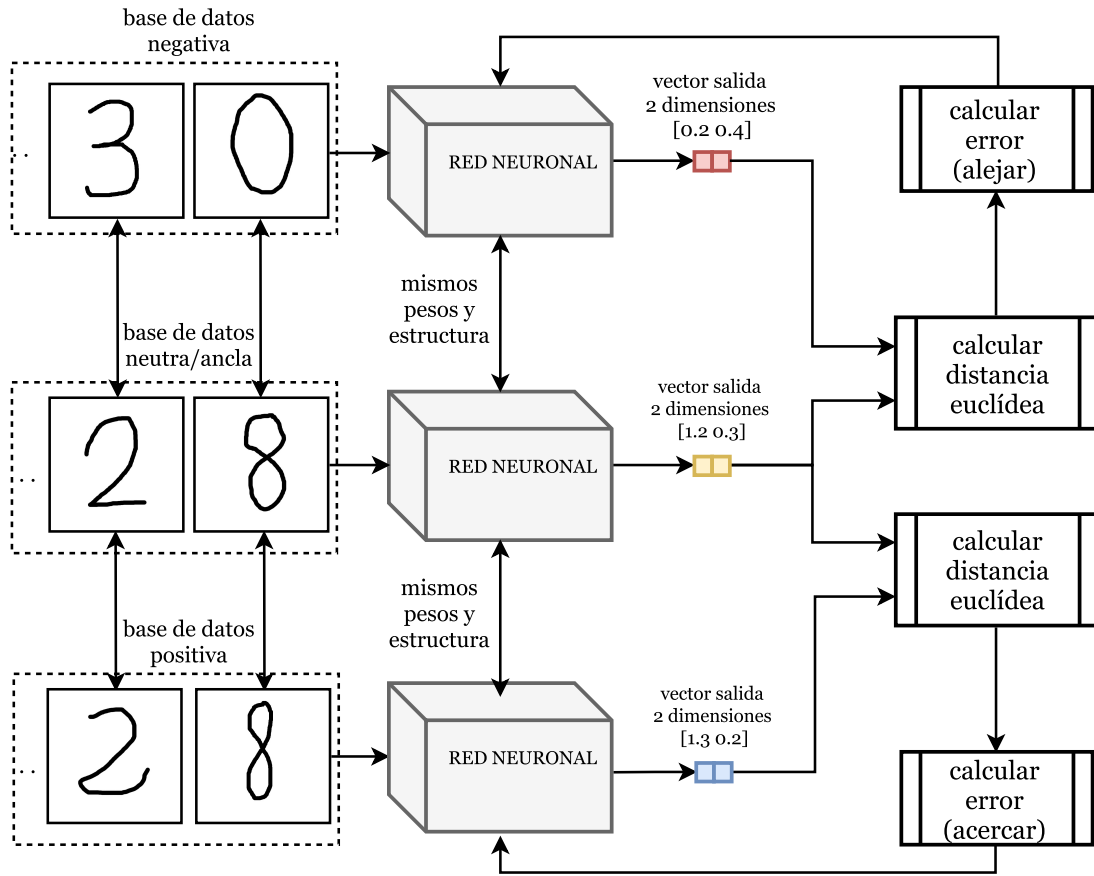 base de datos
negativa
3
0
RED NEURONAL
vector salida
2 dimensiones
[0.2 0.4]
calcular
error
(alejar)
mismos
pesos y
estructura
base de datos
neutra/ancla
2
8
RED NEURONAL
vector salida
2 dimensiones
[1.2 0.3]
calcular
distancia
euclídea
calcular
distancia
euclídea
mismos
pesos y
estructura
base de datos
positiva
2
8
RED NEURONAL
vector salida
2 dimensiones
[1.3 0.2]
calcular
error
(acercar)